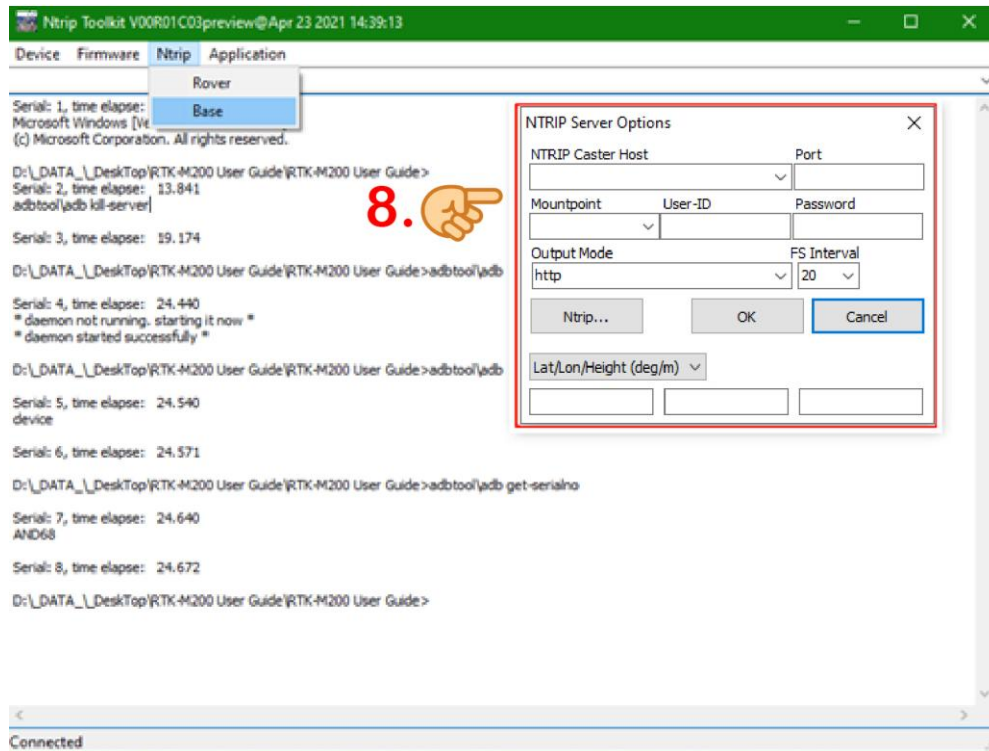 Ntrip Toolkit V00R01C03preview@Apr 23 2021 14:39:13
Device Firmware Ntrip Application
Rover
Base
Serial: 1, time elapse:
Microsoft Windows
(c) Microsoft Corporation. All rights reserved.
D:\_DATA_\_DeskTop\RTK-M200 User Guide\RTK-M200 User Guide>
Serial: 2, time elapse: 13.841
adbtool\adb kill-server
Serial: 3, time elapse: 19.174
D:\_DATA_\_DeskTop\RTK-M200 User Guide\RTK-M200 User Guide>adbtool\adb
Serial: 4, time elapse: 24.440
* daemon not running. starting it now *
* daemon started successfully *
D:\_DATA_\_DeskTop\RTK-M200 User Guide\RTK-M200 User Guide>adbtool\adb
Serial: 5, time elapse: 24.540
device
Serial: 6, time elapse: 24.571
D:\_DATA_\_DeskTop\RTK-M200 User Guide\RTK-M200 User Guide>adbtool\adb get-serialno
Serial: 7, time elapse: 24.640
AND68
Serial: 8, time elapse: 24.672
D:\_DATA_\_DeskTop\RTK-M200 User Guide\RTK-M200 User Guide>
8.
NTRIP Server Options
NTRIP Caster Host Port
Mountpoint User-ID Password
Output Mode FS Interval
http 20
Ntrip... OK Cancel
Lat/Lon/Height (deg/m)
Connected